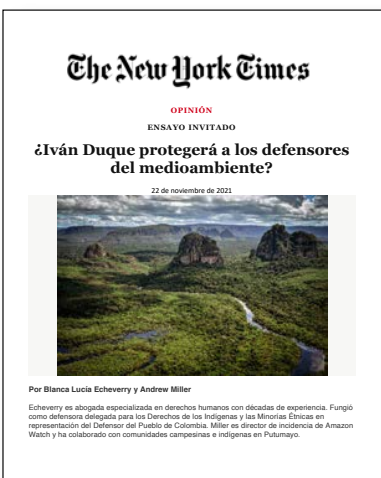 The New York Times
OPINIÓN
ENSAYO INVITADO
¿Iván Duque protegerá a los defensores
del medioambiente?
22 de noviembre de 2021
Por Blanca Lucía Echeverry y Andrew Miller
Echeverry es abogada especializada en derechos humanos con décadas de experiencia. Fungió
como defensora delegada para los Derechos de los Indígenas y las Minorías Étnicas en
representación del Defensor del Pueblo de Colombia. Miller es director de incidencia de Amazon
Watch y ha colaborado con comunidades campesinas e indígenas en Putumayo.